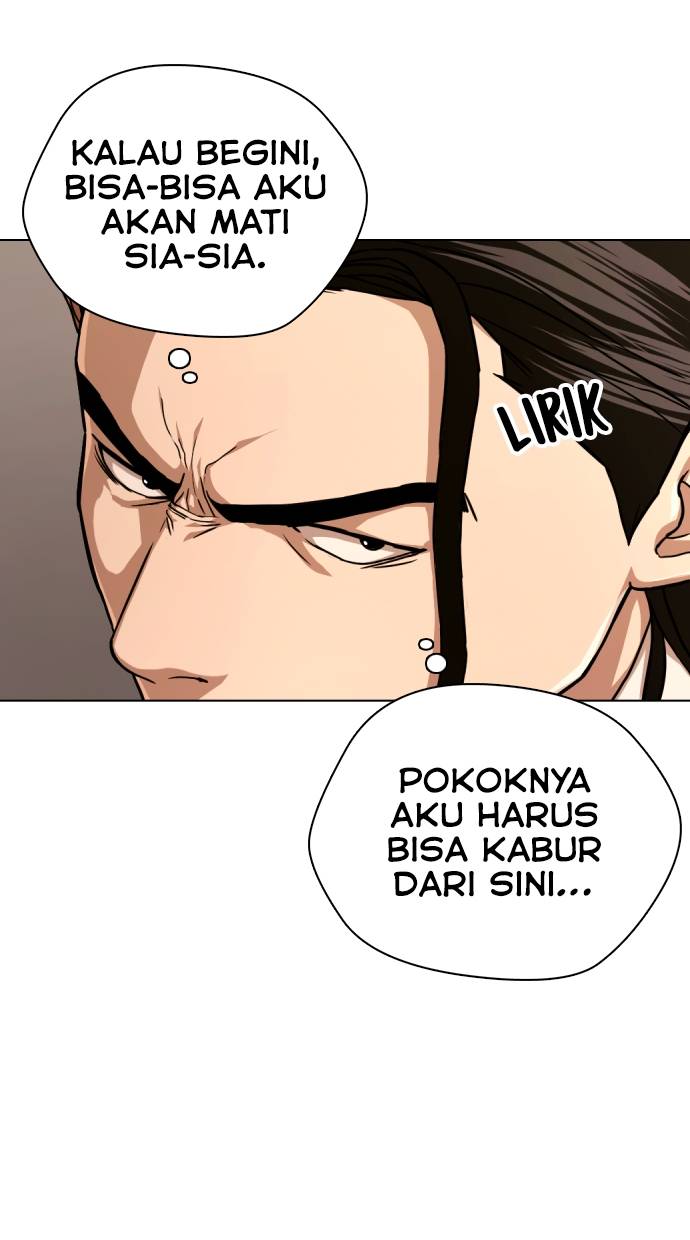 KALAU BEGINI,
BISA-BISA AKU
AKAN MATI
SIA-SIA.
LIRIK
POKOKNYA
AKU HARUS
BISA KABUR
DARI SINI...